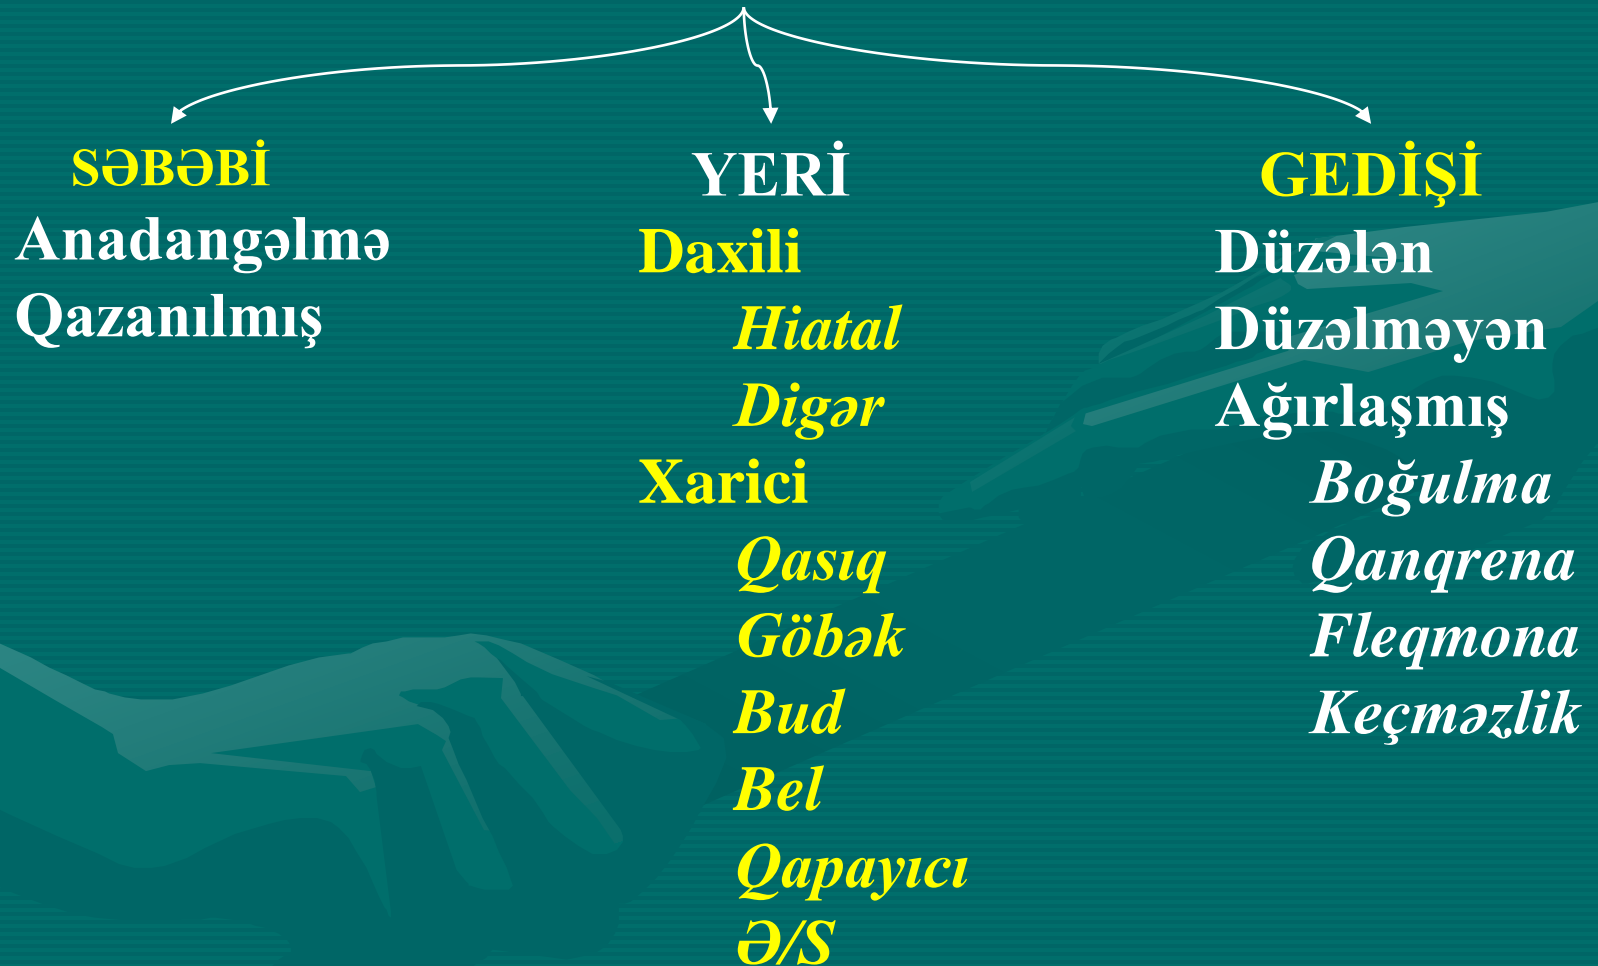 SƏBƏBİ
Anadangəlmə
Qazanılmış
YERİ
Daxili
Hiatal
Digər
Xarici
Qasıq
Göbək
Bud
Bel
Qapayıcı
Ə/S
GEDİŞİ
Düzələn
Düzəlməyən
Ağırlaşmış
Boğulma
Qanqrena
Fleqmona
Keçməzlik